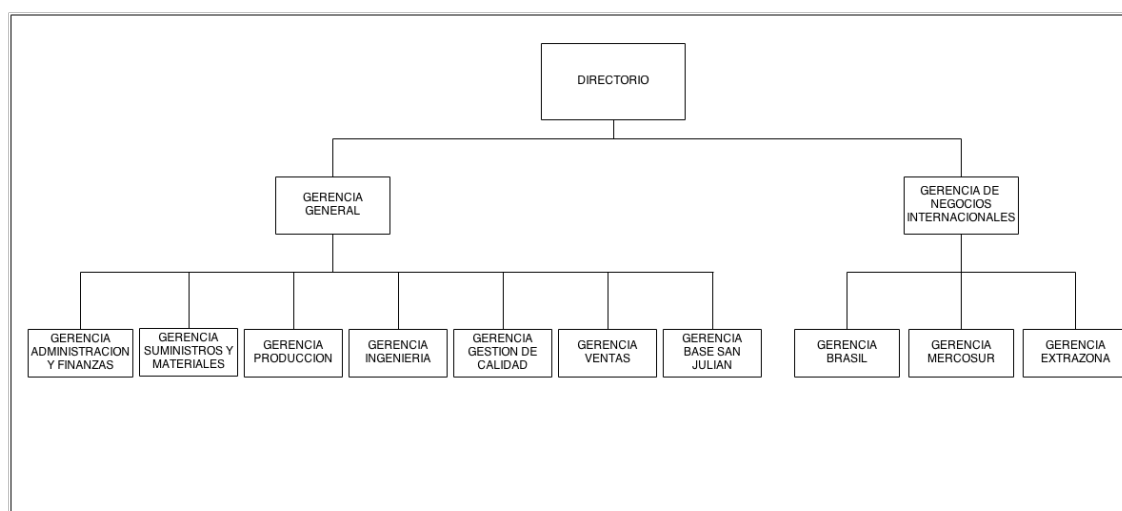 DIRECTORIO
GERENCIA
GENERAL
GERENCIA DE
NEGOCIOS
INTERNACIONALES
GERENCIA
ADMINISTRACION
Y FINANZAS
GERENCIA
SUMINISTROS Y
MATERIALES
GERENCIA
PRODUCCION
GERENCIA
INGENIERIA
GERENCIA
GESTION DE
CALIDAD
GERENCIA
VENTAS
GERENCIA
BASE SAN
JULIAN
GERENCIA
BRASIL
GERENCIA
MERCOSUR
GERENCIA
EXTRAZONA